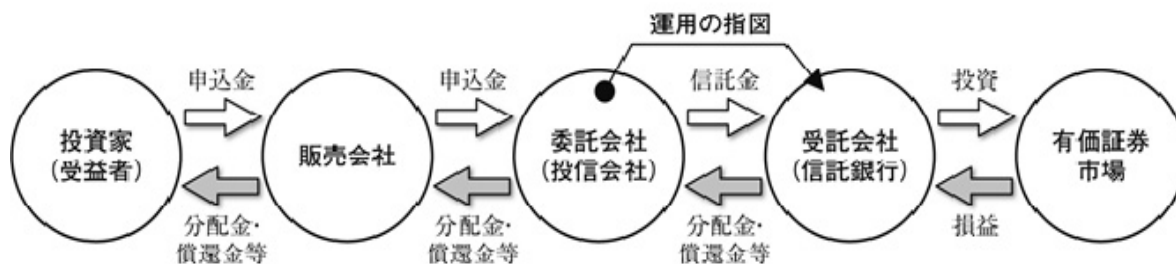 運用の指図
申込金
申込金
信託金
投資
投資家
(受益者)
販売会社
委託会社
(投信会社)
受託会社
(信託銀行)
有価証券
市場
分配金・
償還金等
分配金・
償還金等
分配金・
償還金等
損益